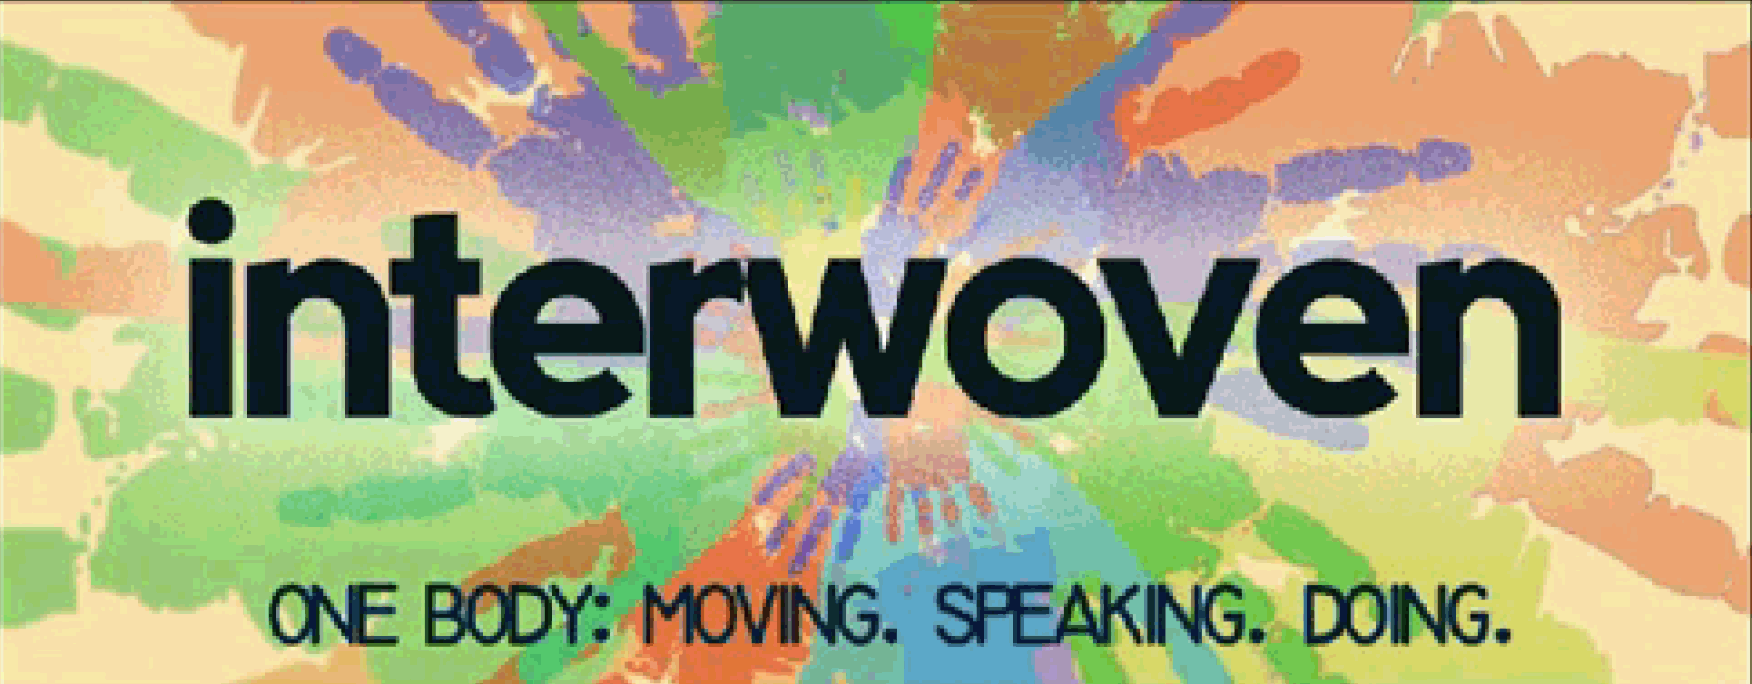 interwoven
ONE BODY: MOVING. SPEAKING. DOING.